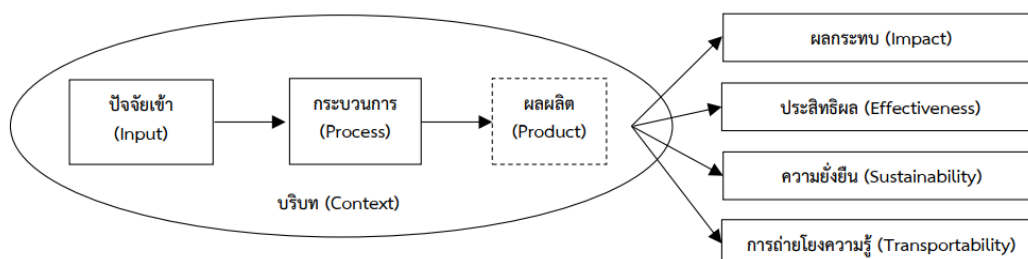 ปัจจัยเข้า
(Input)
กระบวนการ
(Process)
ผลผลิต
(Product)
บริบท (Context)
ผลกระทบ (Impact)
ประสิทธิผล (Effectiveness)
ความยั่งยืน (Sustainability)
การถ่ายโยงความรู้ (Transportability)